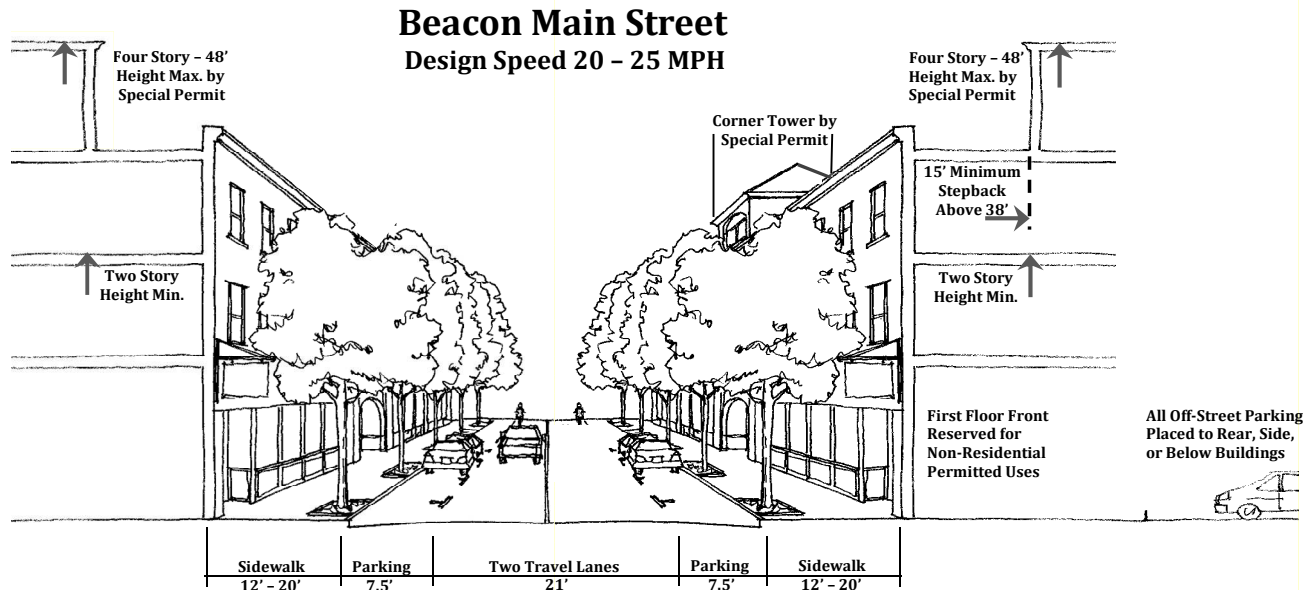 Beacon Main Street
Design Speed 20 – 25 MPH
Four Story – 48’
Height Max. by
Special Permit
Four Story – 48’
Height Max. by
Special Permit
Corner Tower by
Special Permit
15’ Minimum
Stepback
Above 38’
Two Story
Height Min.
Two Story
Height Min.
First Floor Front
Reserved for
Non-Residential
Permitted Uses
All Off-Street Parking
Placed to Rear, Side,
or Below Buildings
Sidewalk
12’ – 20’
Parking
7.5’
Two Travel Lanes
21’
Parking
7.5’
Sidewalk
12’ – 20’